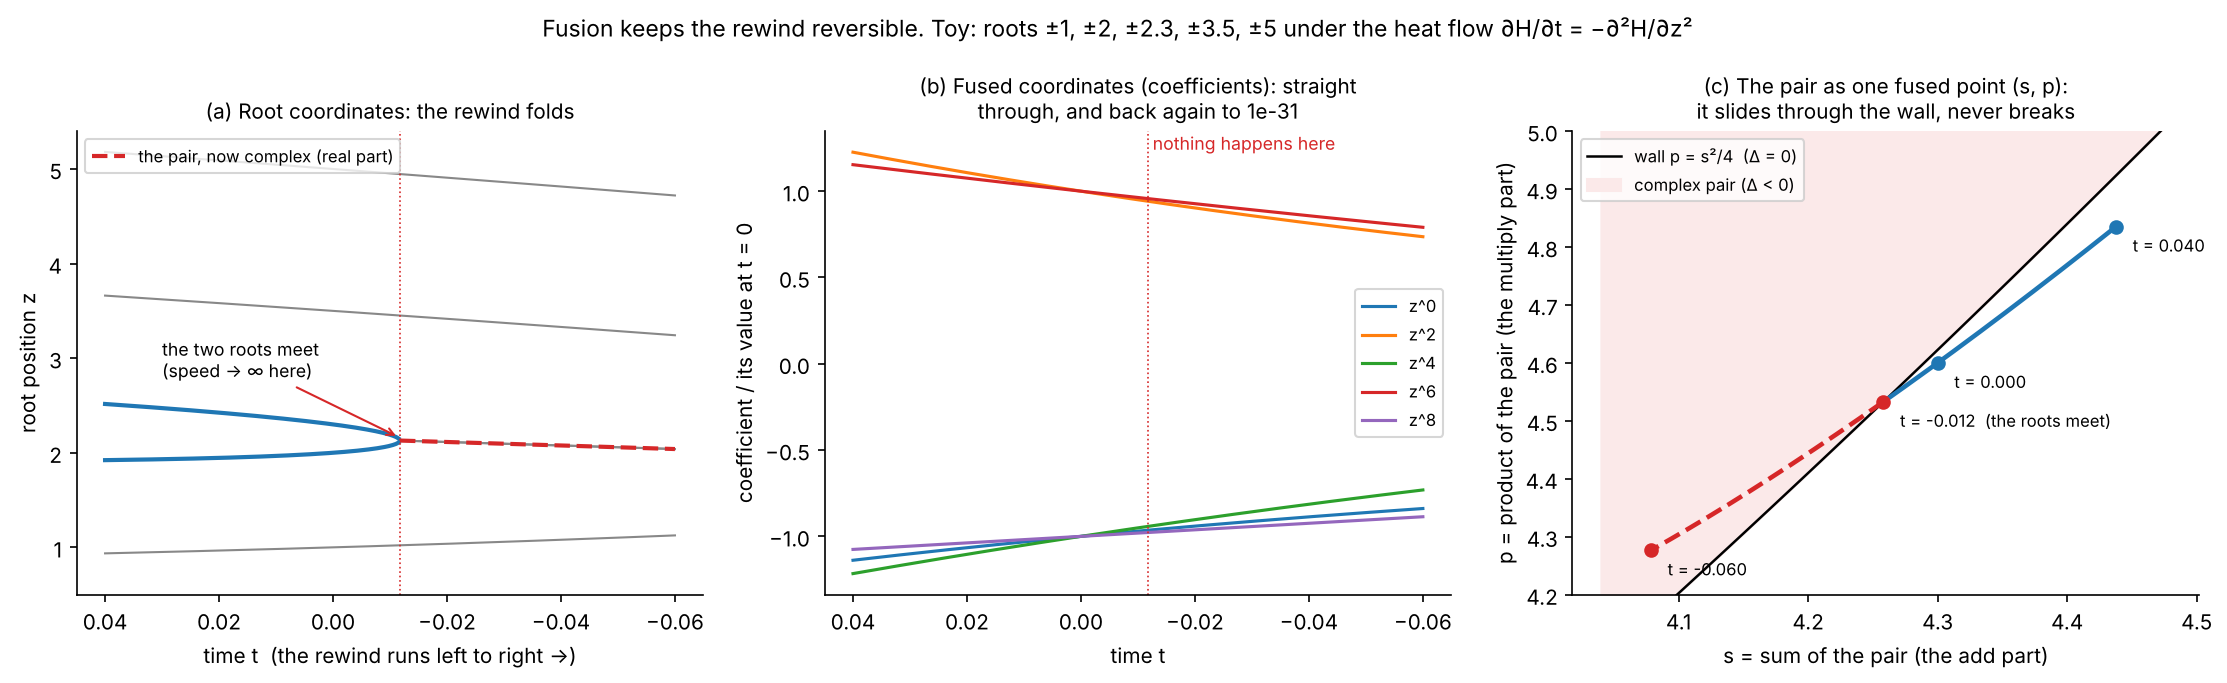 Fusion keeps the rewind reversible. Toy: roots ±1, ±2, ±2.3, ±3.5, ±5 under the heat flow ∂H/∂t = −∂²H/∂z²
(a) Root coordinates: the rewind folds
the pair, now complex (real part)
the two roots meet
(speed → ∞ here)
root position z
5
4
3
2
1
0.04
0.02
0.00
−0.02
−0.04
−0.06
time t  (the rewind runs left to right →)
(b) Fused coordinates (coefficients): straight
through, and back again to 1e-31
nothing happens here
coefficient / its value at t = 0
1.0
0.5
0.0
−0.5
−1.0
z^0
z^2
z^4
z^6
z^8
0.04
0.02
0.00
−0.02
−0.04
−0.06
time t
(c) The pair as one fused point (s, p):
it slides through the wall, never breaks
wall p = s²/4  (Δ = 0)
complex pair (Δ < 0)
p = product of the pair (the multiply part)
5.0
4.9
4.8
4.7
4.6
4.5
4.4
4.3
4.2
t = 0.040
t = 0.000
t = -0.012  (the roots meet)
t = -0.060
4.1
4.2
4.3
4.4
4.5
s = sum of the pair (the add part)